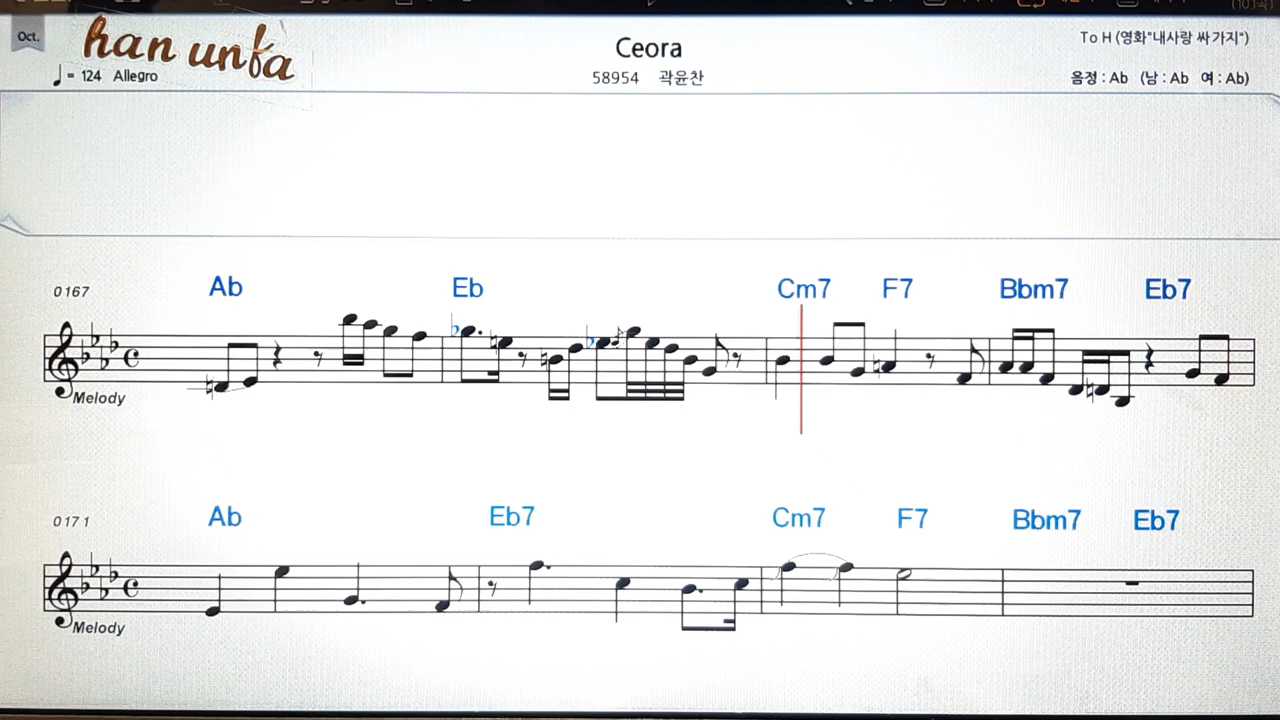 Oct.
han unfa
= 124 Allegro
Ceora
58954 곽윤찬
To H (영화"내사랑 싸가지")
음정 : Ab (남 : Ab 여 : Ab)
0167
Ab Eb Cm7 F7 Bbm7 Eb7
Melody
0171
Ab Eb7 Cm7 F7 Bbm7 Eb7
Melody